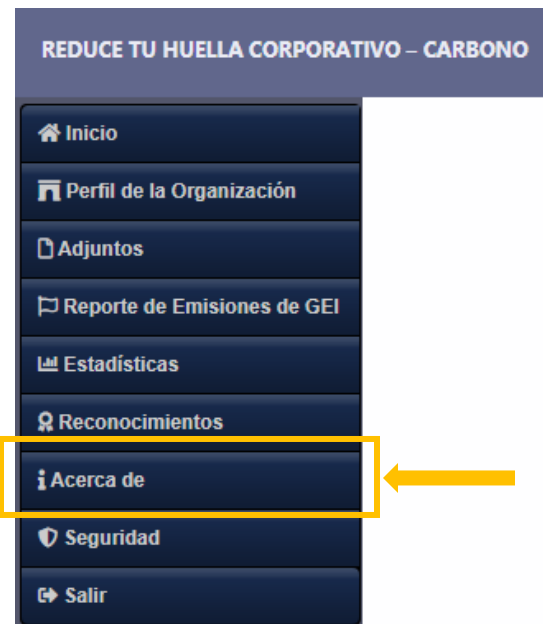 REDUCE TU HUELLA CORPORATIVO – CARBONO
Inicio
Perfil de la Organización
Adjuntos
Reporte de Emisiones de GEI
Estadísticas
Reconocimientos
Acerca de
Seguridad
Salir